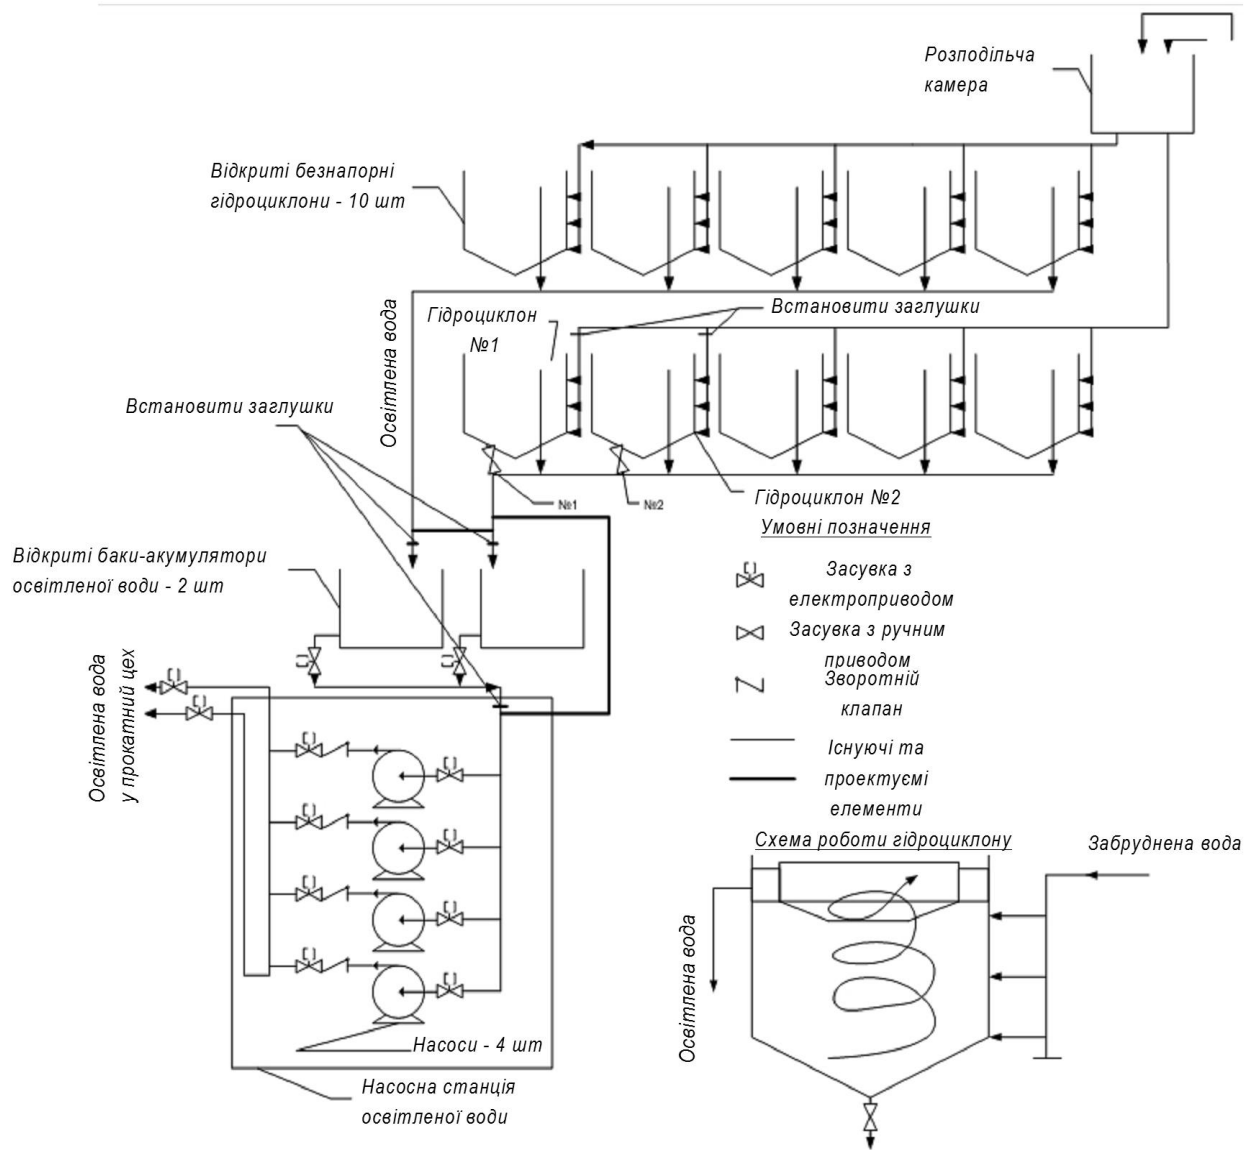 Розподільча
камера
Відкриті безнапорні
гідроциклони - 10 шт
Освітлена вода
Гідроциклон
№1
Встановити заглушки
Встановити заглушки
№1
№2
Гідроциклон №2
Умовні позначення
Відкриті баки-акумулятори
освітленої води - 2 шт
Засувка з
електроприводом
Засувка з ручним
приводом
Зворотній
клапан
Існуючі та
проектуємі
елементи
Освітлена вода
у прокатний цех
Схема роботи гідроциклону
Забруднена вода
Освітлена вода
Насоси - 4 шт
Насосна станція
освітленої води